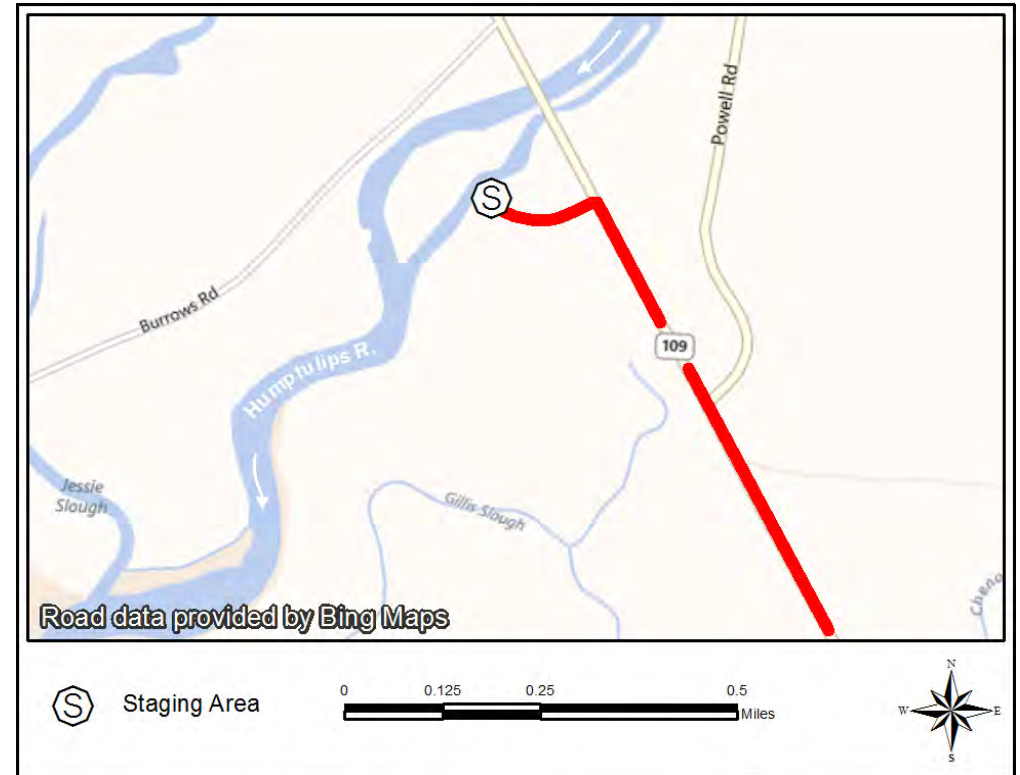 Powell Rd
S
109
Burrows Rd
Humptulips R.
Jessie
Slough
Gillis Slough
Cheno
Road data provided by Bing Maps
S
Staging Area
0
0.125
0.25
0.5
Miles
N
W
E
S